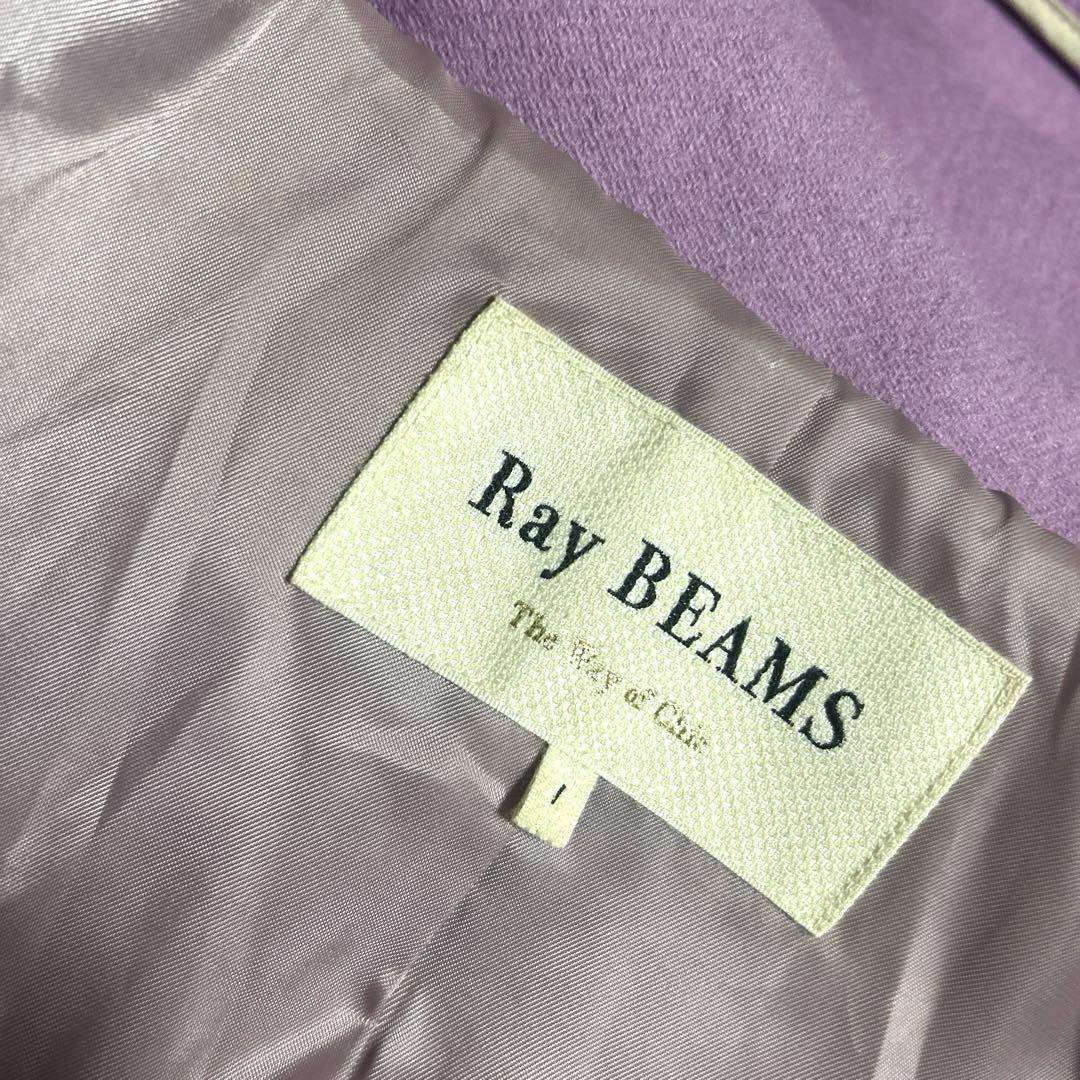 Ray BEAMS
The Way of Chic
1